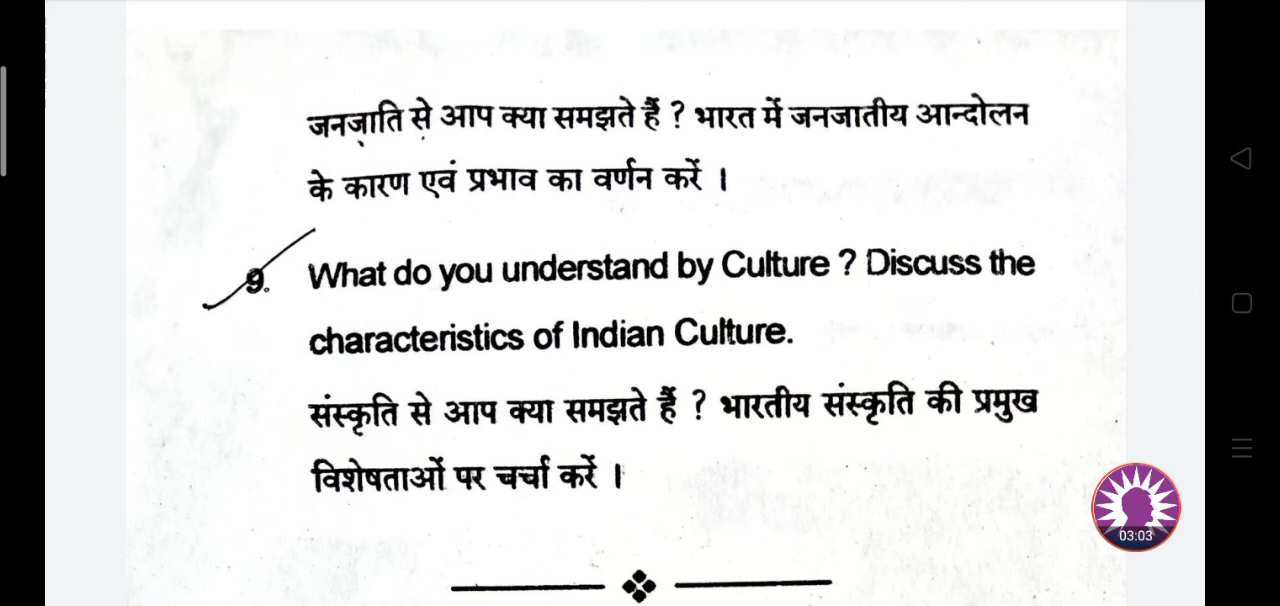 जनजाति से आप क्या समझते हैं ? भारत में जनजातीय आन्दोलन
के कारण एवं प्रभाव का वर्णन करें ।
9. What do you understand by Culture ? Discuss the
characteristics of Indian Culture.
संस्कृति से आप क्या समझते हैं ? भारतीय संस्कृति की प्रमुख
विशेषताओं पर चर्चा करें ।
03:03